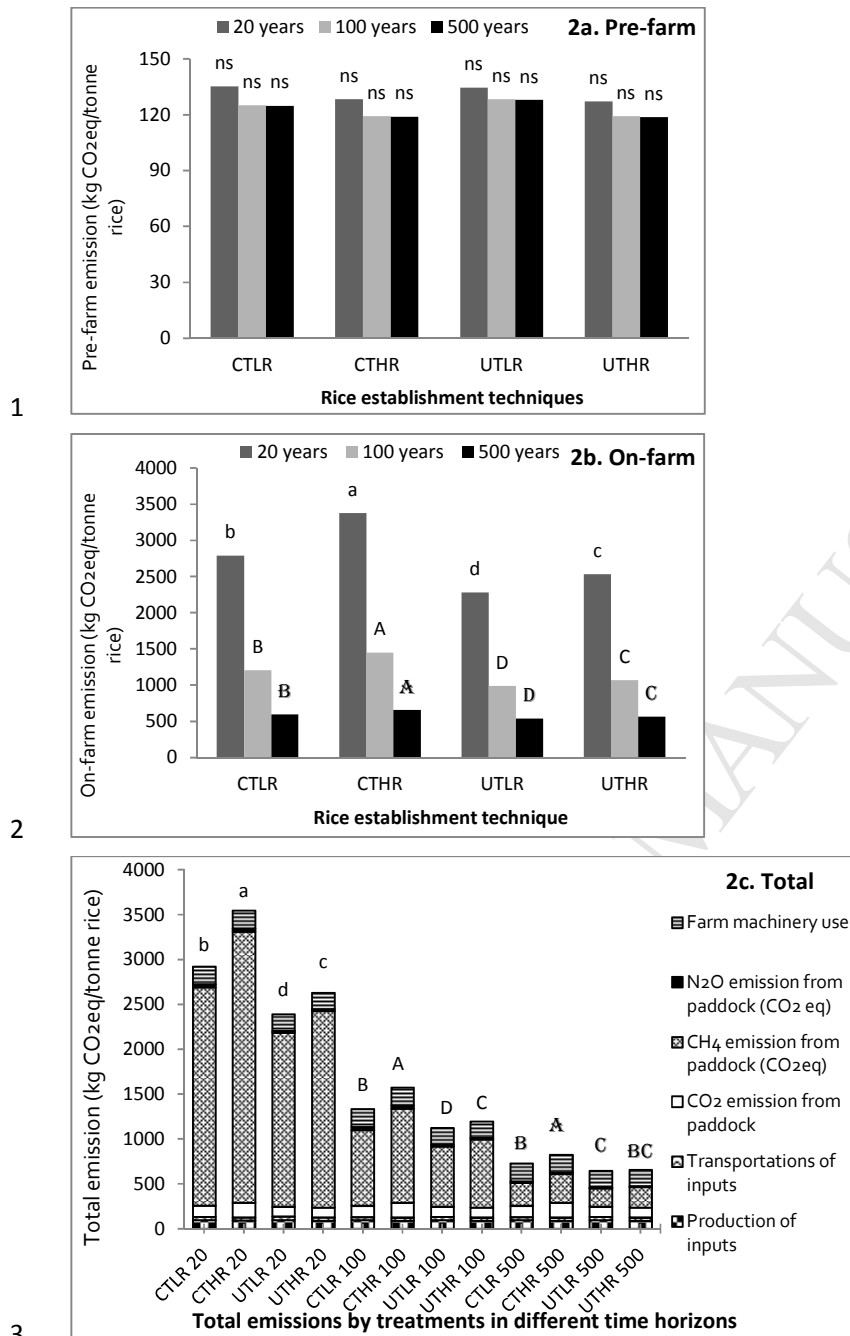 20 years 100 years 500 years 2a. Pre-farm
Pre-farm emission (kg CO2eq/tonne
rice)
150
120
90
60
30
0
ns ns ns ns ns ns ns ns ns ns ns ns
CTLR CTHR UTLR UTHR
Rice establishment techniques
1
20 years 100 years 500 years 2b. On-farm
On-farm emission (kg CO2eq/tonne
rice)
4000
3500
3000
2500
2000
1500
1000
500
0
b B B a A A d D D c C C
CTLR CTHR UTLR UTHR
Rice establishment technique
2
2c. Total
Total emission (kg CO2eq/tonne rice)
4000
3500
3000
2500
2000
1500
1000
500
0
b a d c B A D C B A C BC
CTLR 20 CTHR 20 UTLR 20 UTHR 20 CTLR 100 CTHR 100 UTLR 100 UTHR 100 CTLR 500 CTHR 500 UTLR 500 UTHR 500
Total emissions by treatments in different time horizons
Farm machinery use
N2O emission from
paddock (CO2 eq)
CH4 emission from
paddock (CO2eq)
CO2 emission from
paddock
Transportations of
inputs
Production of
inputs
3